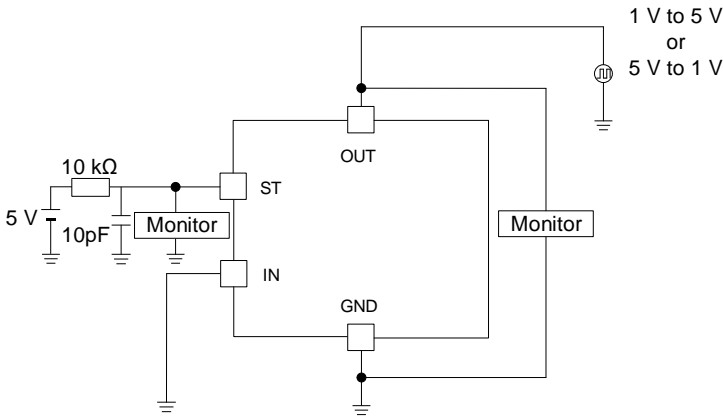 1 V to 5 V
or
5 V to 1 V
OUT
10 kΩ
ST
5 V
10pF
Monitor
Monitor
IN
GND